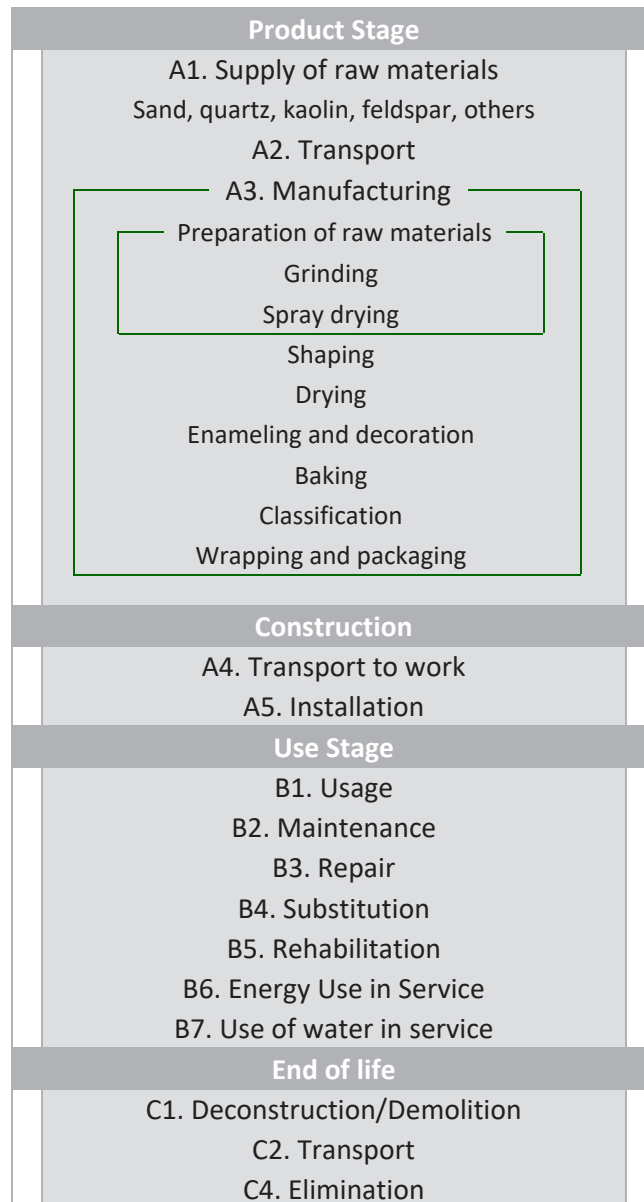 Product Stage
A1. Supply of raw materials
Sand, quartz, kaolin, feldspar, others
A2. Transport
A3. Manufacturing
Preparation of raw materials
Grinding
Spray drying
Shaping
Drying
Enameling and decoration
Baking
Classification
Wrapping and packaging
Construction
A4. Transport to work
A5. Installation
Use Stage
B1. Usage
B2. Maintenance
B3. Repair
B4. Substitution
B5. Rehabilitation
B6. Energy Use in Service
B7. Use of water in service
End of life
C1. Deconstruction/Demolition
C2. Transport
C4. Elimination